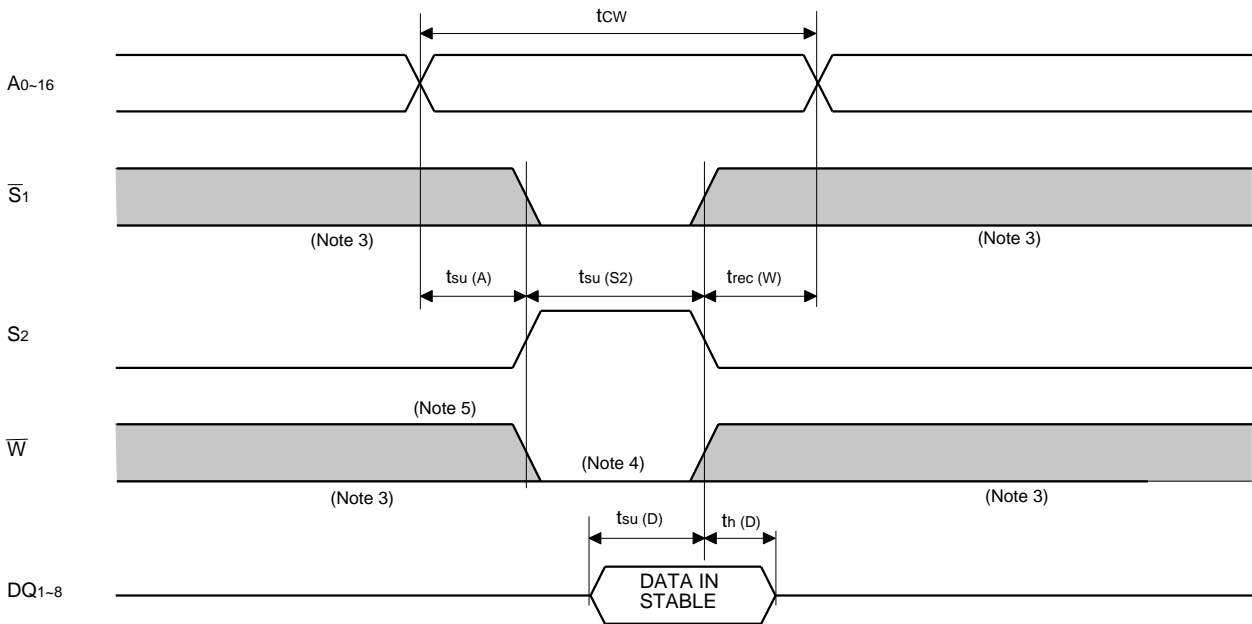 tCW
A0~16
S̅1
(Note 3) (Note 3)
tsu (A) tsu (S2) trec (W)
S2
(Note 5)
W̅
(Note 4)
(Note 3) (Note 3)
tsu (D) th (D)
DQ1~8
DATA IN
STABLE